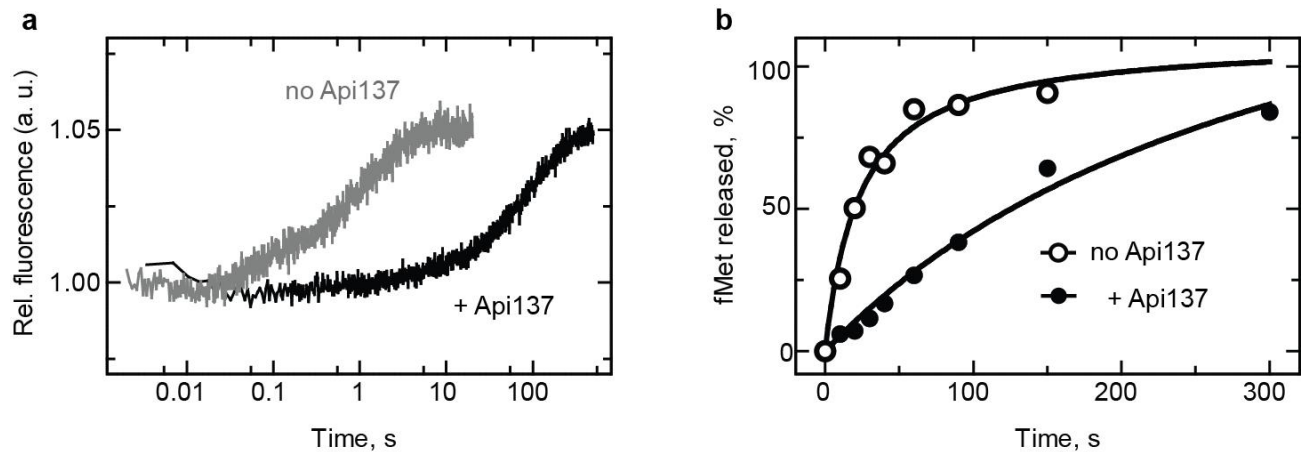 a
Rel. fluorescence (a. u.)
1.05
1.00
no Api137
+ Api137
0.01
0.1
1
10
100
Time, s
b
fMet released, %
100
50
0
no Api137
+ Api137
0
100
200
300
Time, s